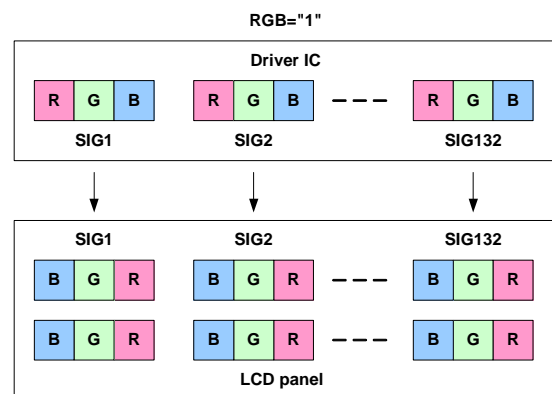 RGB="1"
Driver IC
R G B R G B R G B
SIG1 SIG2 SIG132
SIG1 SIG2 SIG132
B G R B G R B G R
B G R B G R B G R
LCD panel